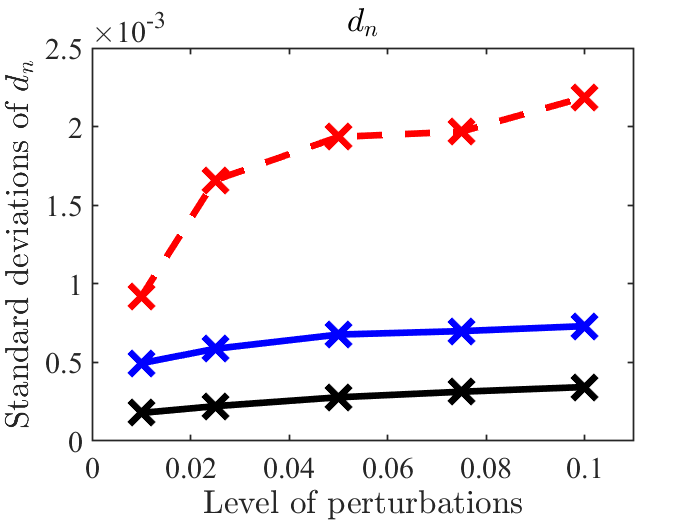 ×10⁻³
dₙ
2.5
2
1.5
1
0.5
0
Standard deviations of dₙ
0 0.02 0.04 0.06 0.08 0.1
Level of perturbations